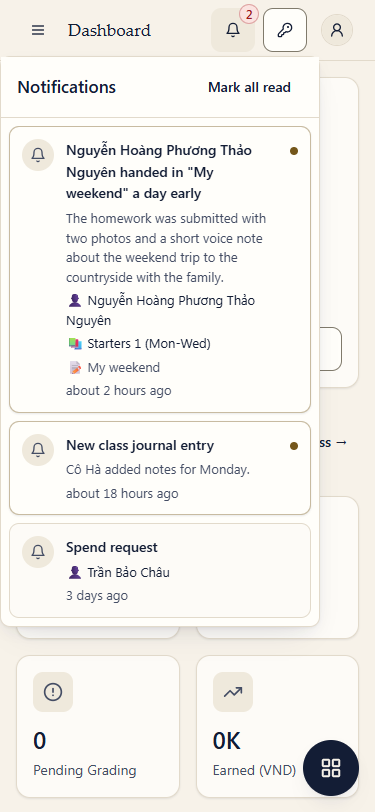 Dashboard
2
Notifications
Mark all read
Nguyễn Hoàng Phương Thảo
Nguyên handed in "My
weekend" a day early
The homework was submitted with
two photos and a short voice note
about the weekend trip to the
countryside with the family.
Nguyễn Hoàng Phương Thảo
Nguyên
Starters 1 (Mon-Wed)
My weekend
about 2 hours ago
ss →
New class journal entry
Cô Hà added notes for Monday.
about 18 hours ago
Spend request
Trần Bảo Châu
3 days ago
0
Pending Grading
0K
Earned (VND)